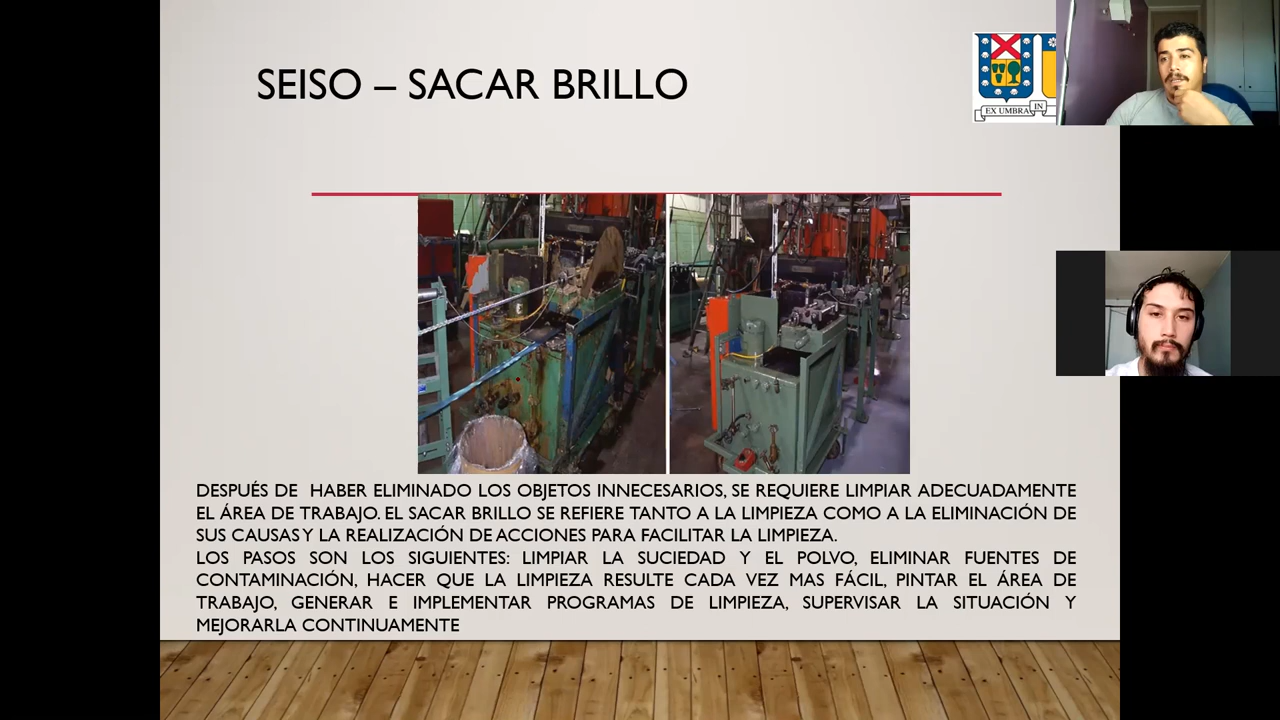 SEISO – SACAR BRILLO
EX UMBRA IN
DESPUÉS DE HABER ELIMINADO LOS OBJETOS INNECESARIOS, SE REQUIERE LIMPIAR ADECUADAMENTE
EL ÁREA DE TRABAJO. EL SACAR BRILLO SE REFIERE TANTO A LA LIMPIEZA COMO A LA ELIMINACIÓN DE
SUS CAUSAS Y LA REALIZACIÓN DE ACCIONES PARA FACILITAR LA LIMPIEZA.
LOS PASOS SON LOS SIGUIENTES: LIMPIAR LA SUCIEDAD Y EL POLVO, ELIMINAR FUENTES DE
CONTAMINACIÓN, HACER QUE LA LIMPIEZA RESULTE CADA VEZ MAS FÁCIL, PINTAR EL ÁREA DE
TRABAJO, GENERAR E IMPLEMENTAR PROGRAMAS DE LIMPIEZA, SUPERVISAR LA SITUACIÓN Y
MEJORARLA CONTINUAMENTE